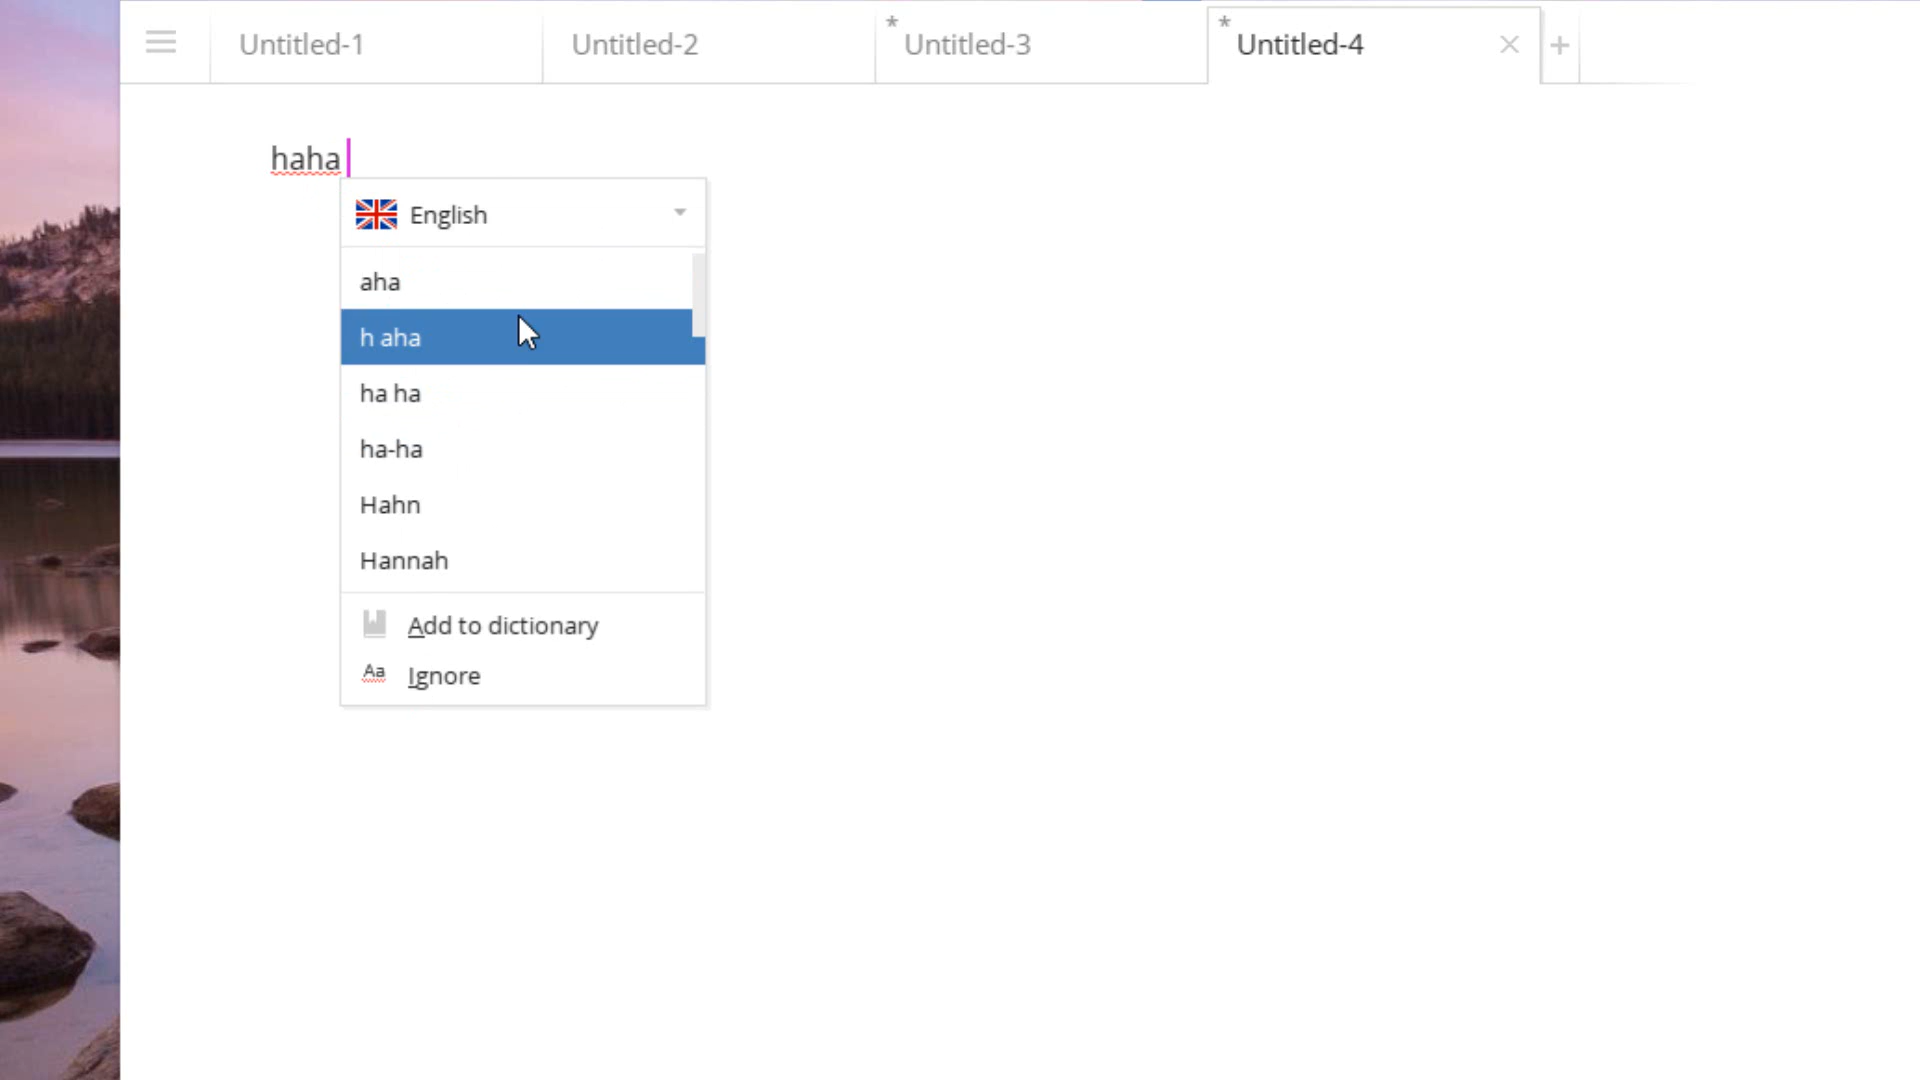 Untitled-1
Untitled-2
* Untitled-3
* Untitled-4
haha
English
aha
h aha
ha ha
ha-ha
Hahn
Hannah
Add to dictionary
Aa Ignore